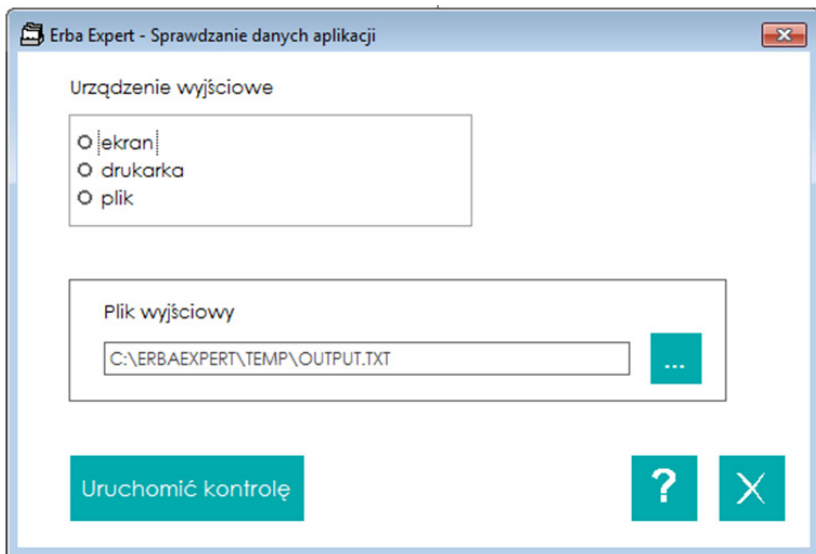 Erba Expert - Sprawdzanie danych aplikacji
Urządzenie wyjściowe
ekran
drukarka
plik
Plik wyjściowy
C:\ERBAEXPERT\TEMP\OUTPUT.TXT
...
Uruchomić kontrolę
?
X